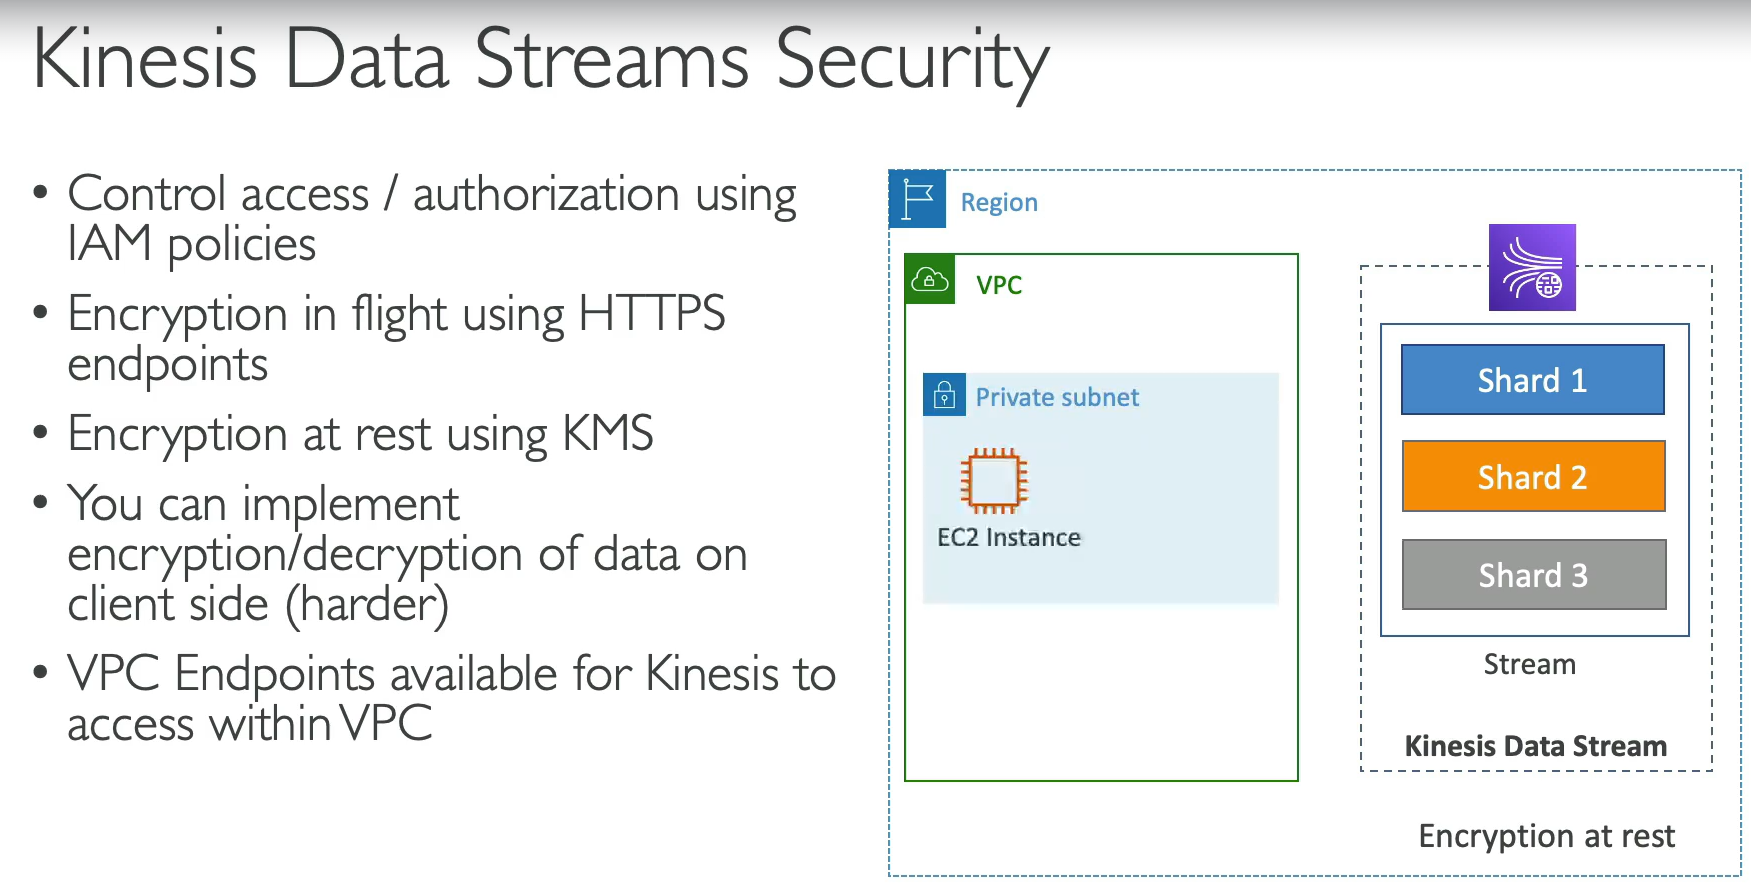 Kinesis Data Streams Security
• Control access / authorization using
IAM policies
• Encryption in flight using HTTPS
endpoints
• Encryption at rest using KMS
• You can implement
encryption/decryption of data on
client side (harder)
• VPC Endpoints available for Kinesis to
access within VPC
Region
VPC
Private subnet
EC2 Instance
Shard 1
Shard 2
Shard 3
Stream
Kinesis Data Stream
Encryption at rest